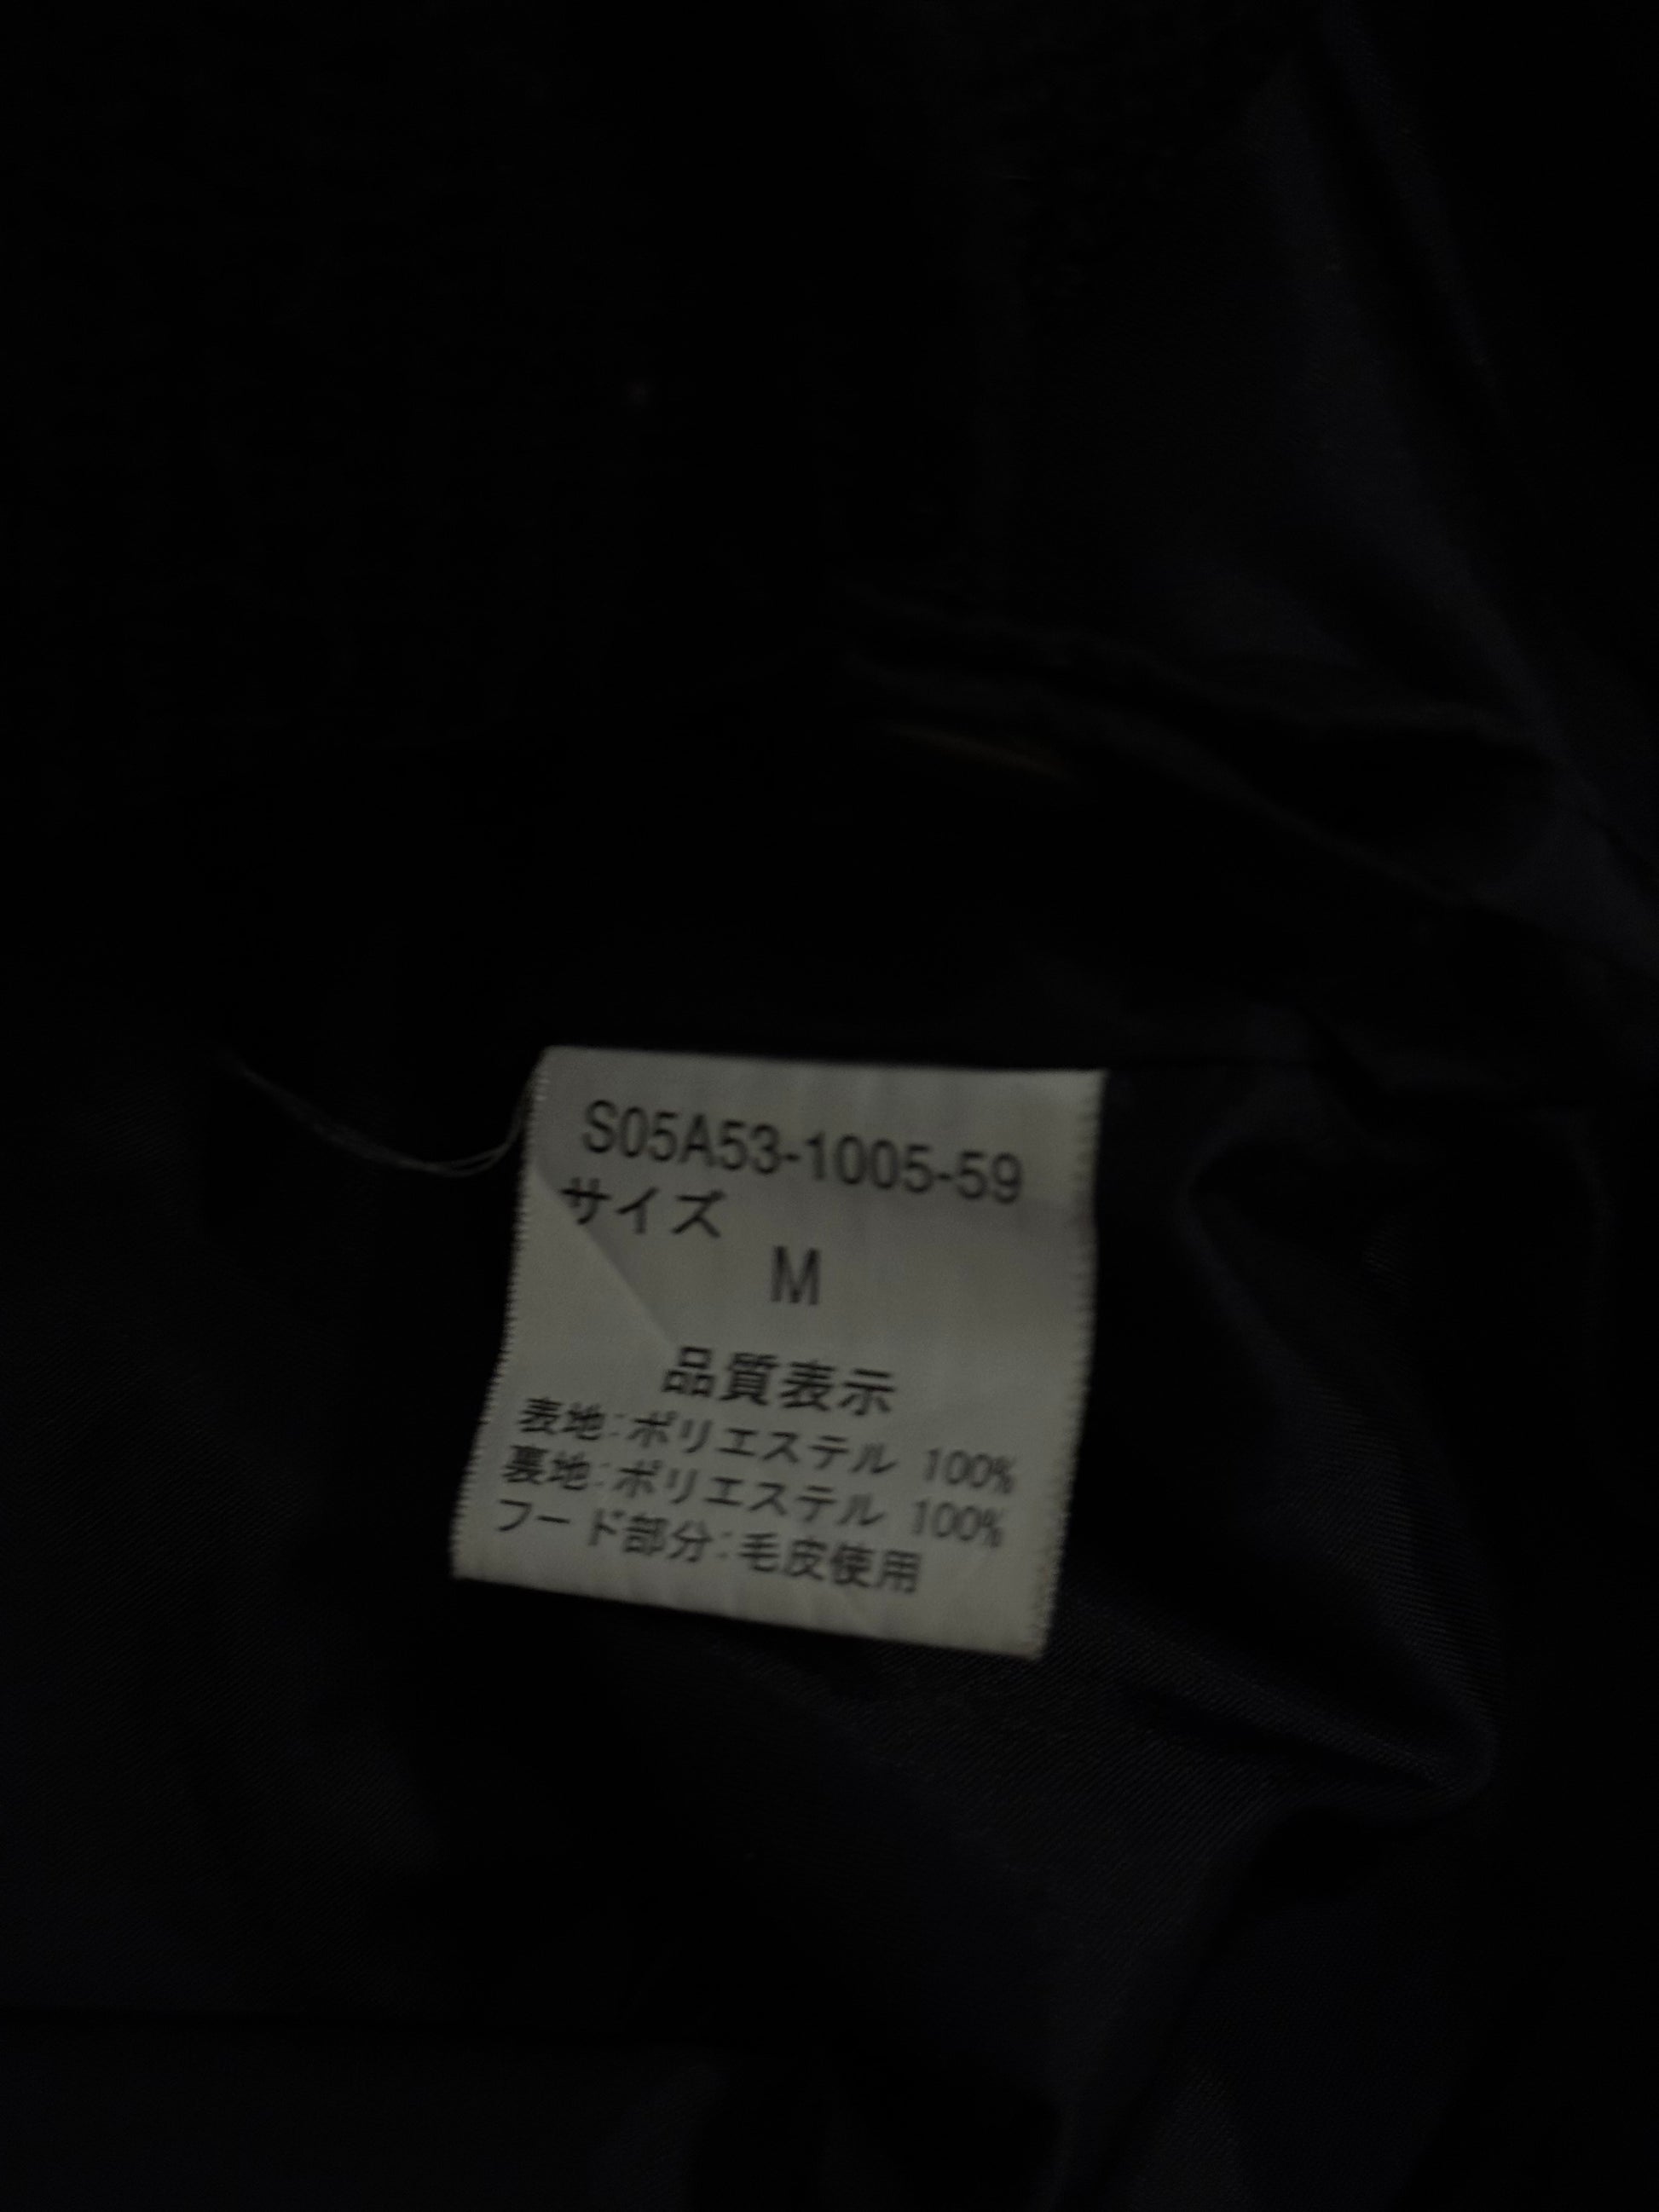 S05A53-1005-59
サイズ
M
品質表示
表地:ポリエステル 100%
裏地:ポリエステル 100%
フード部分:毛皮使用